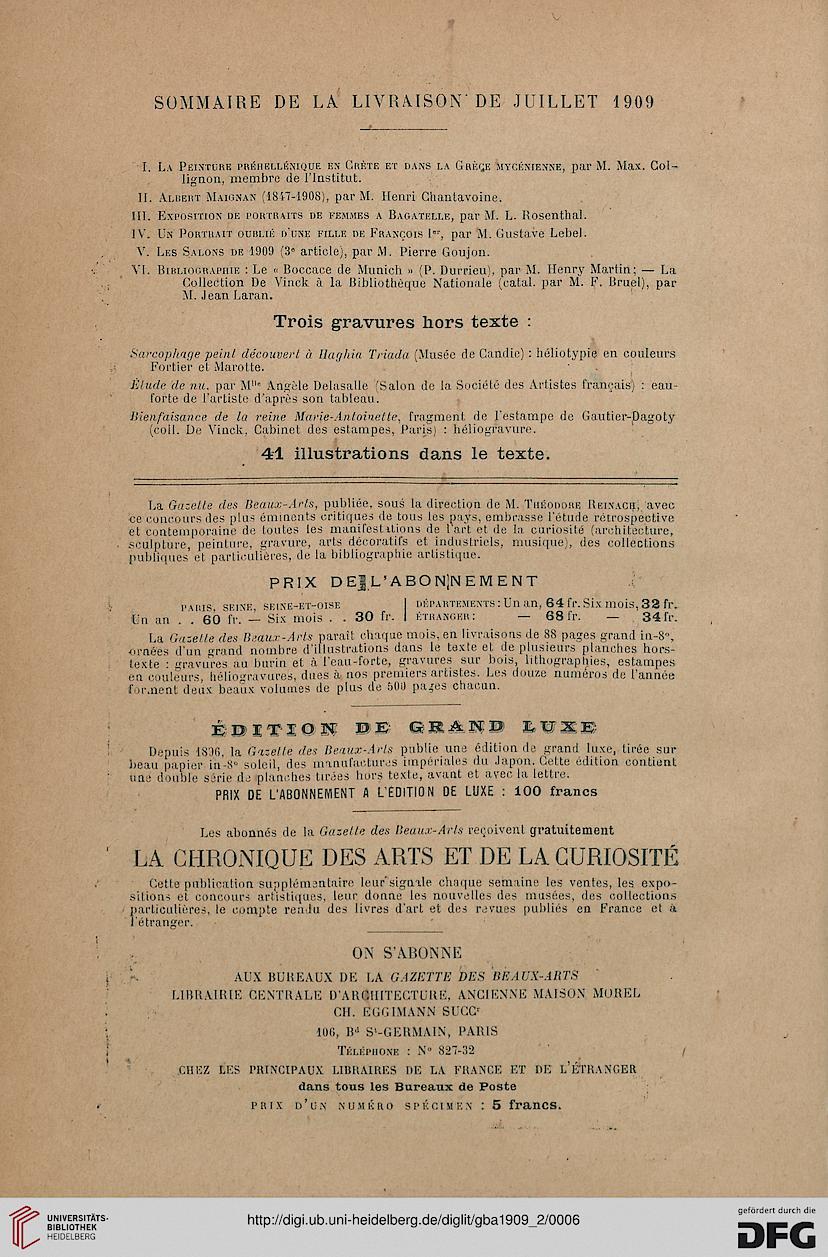 SOMMAIRE DE LA LIVRAISON DE JUILLET 1909
I. La Peinture préhellénique en Crète et dans la Grèce mycénienne, par M. Max. Col-
lignon, membre de l'Institut.
II. Albert Maignan (1847-1908), par M. Henri Chantavoine.
III. Exposition de portraits de femmes a Bagatelle, par M. L. Rosenthal.
IV. Un Portrait oublié d'une fille de François Ier, par M. Gustave Lebel.
V. Les Salons de 1909 (3e article), par M. Pierre Goujon.
VI. Bibliographie : Le « Boccace de Munich » (P. Durrieu), par M. Henry Martin; — La
Collection De Vinck à la Bibliothèque Nationale (catal. par M. F. Bruel), par
M. Jean Laran.
Trois gravures hors texte :
Sarcophage peint découvert à Haghia Triada (Musée de Candie) : héliotypie en couleurs
Fortier et Marotte.
Étude de nu, par Mlle Angèle Delasalle (Salon de la Société des Artistes français) : eau-
forte de l'artiste d'après son tableau.
Bienfaisance de la reine Marie-Antoinette, fragment de l'estampe de Gautier-Dagoty
(coll. De Vinck, Cabinet des estampes, Paris) : héliogravure.
41 illustrations dans le texte.
La Gazette des Beaux-Arts, publiée, sous la direction de M. Théodore Reinach, avec
ce concours des plus éminents critiques de tous les pays, embrasse l'étude rétrospective
et contemporaine de toutes les manifestations de l'art et de la curiosité (architecture,
sculpture, peinture, gravure, arts décoratifs et industriels, musique), des collections
publiques et particulières, de la bibliographie artistique.
PRIX DE L'ABONNEMENT
PARIS, SEINE, SEINE-ET-OISE
Un an . . 60 fr. — Six mois . . 30 fr.
DÉPARTEMENTS : Un an, 64 fr. Six mois, 32 fr.
ÉTRANGER : — 68 fr. — 34 fr.
La Gazette des Beaux-Arts paraît chaque mois, en livraisons de 88 pages grand in-8°,
ornées d'un grand nombre d'illustrations dans le texte et de plusieurs planches hors-
texte : gravures au burin et à l'eau-forte, gravures sur bois, lithographies, estampes
en couleurs, héliogravures, dues à nos premiers artistes. Les douze numéros de l'année
forment deux beaux volumes de plus de 500 pages chacun.
ÉDITION DE GRAND LUXE
Depuis 1896, la Gazette des Beaux-Arts publie une édition de grand luxe, tirée sur
beau papier in-8° soleil, des manufactures impériales du Japon. Cette édition contient
une double série de planches tirées hors texte, avant et avec la lettre.
PRIX DE L'ABONNEMENT A L'ÉDITION DE LUXE : 100 francs
Les abonnés de la Gazette des Beaux-Arts reçoivent gratuitement
LA CHRONIQUE DES ARTS ET DE LA CURIOSITÉ
Cette publication supplémentaire leur signale chaque semaine les ventes, les expo-
sitions et concours artistiques, leur donne les nouvelles des musées, des collections
particulières, le compte rendu des livres d'art et des revues publiés en France et à
l'étranger.
ON S'ABONNE
AUX BUREAUX DE LA GAZETTE DES BEAUX-ARTS
LIBRAIRIE CENTRALE D'ARCHITECTURE, ANCIENNE MAISON MOREL
CH. EGGIMANN SUCCr
106, Bd St-GERMAIN, PARIS
Téléphone : N° 827-32
CHEZ LES PRINCIPAUX LIBRAIRES DE LA FRANCE ET DE L'ÉTRANGER
dans tous les Bureaux de Poste
PRIX D'UN NUMÉRO SPÉCIMEN : 5 francs.
UNIVERSITÄTS-
BIBLIOTHEK
HEIDELBERG
http://digi.ub.uni-heidelberg.de/diglit/gba1909_2/0006
gefördert durch die
DFG